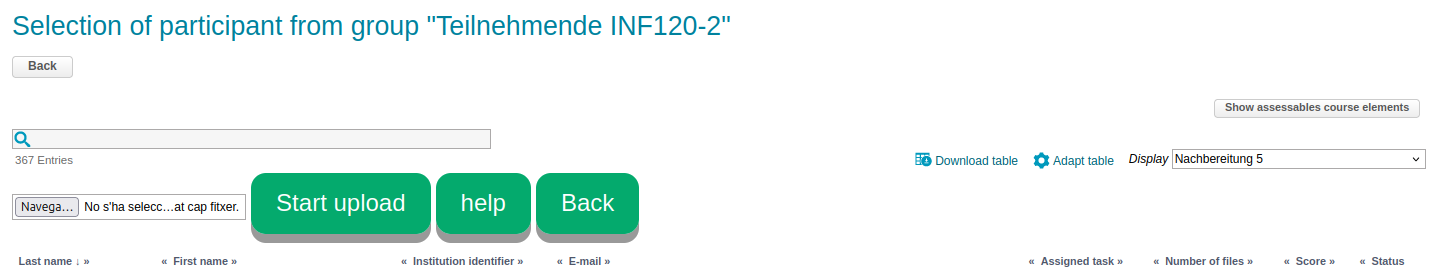 Selection of participant from group "Teilnehmende INF120-2"
Back
Show assessables course elements
367 Entries
Download table Adapt table Display Nachbereitung 5
Navega... No s'ha selecc...at cap fitxer. Start upload help Back
Last name ↓ » « First name » « Institution identifier » « E-mail » « Assigned task » « Number of files » « Score » « Status